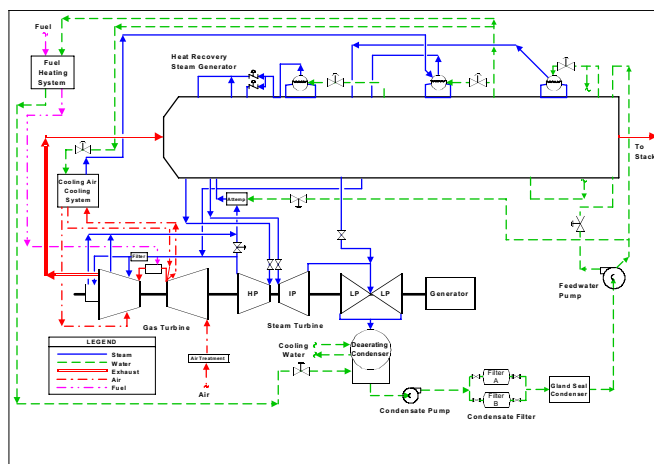 Fuel
Fuel
Heating
System
Heat Recovery
Steam Generator
To
Stack
Cooling Air
Cooling
System
Attemp
Filter
HP
IP
LP
LP
Generator
Feedwater
Pump
Gas Turbine
Steam Turbine
LEGEND
Steam
Water
Exhaust
Air
Fuel
Air Treatment
Air
Cooling
Water
Deaerating
Condenser
Condensate Pump
Filter
A
Filter
B
Condensate Filter
Gland Seal
Condenser